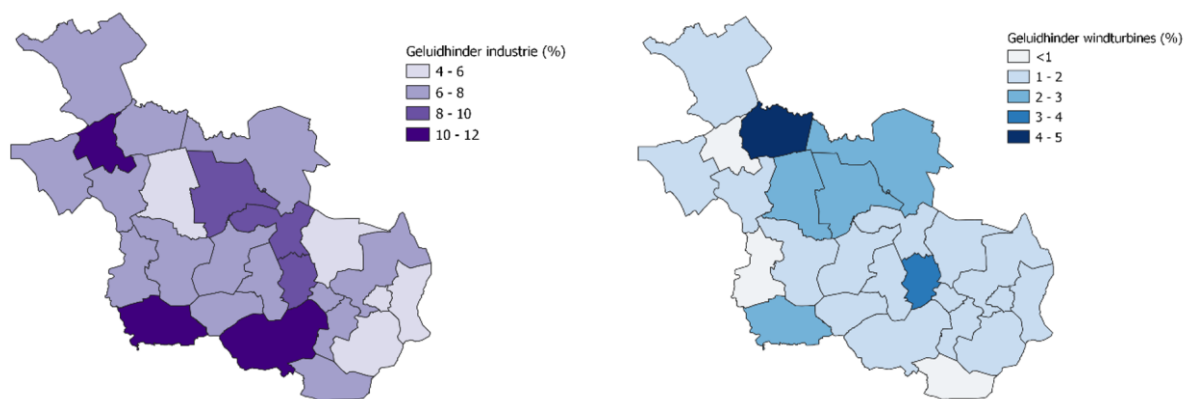 Geluidhinder industrie (%)
4 - 6
6 - 8
8 - 10
10 - 12
Geluidhinder windturbines (%)
<1
1 - 2
2 - 3
3 - 4
4 - 5